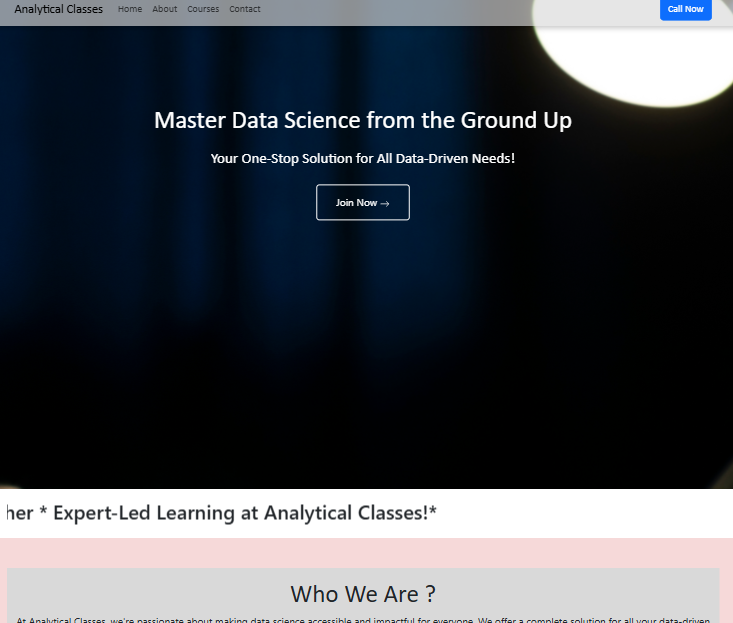 Analytical Classes Home About Courses Contact Call Now
Master Data Science from the Ground Up
Your One-Stop Solution for All Data-Driven Needs!
Join Now →
her * Expert-Led Learning at Analytical Classes!*
Who We Are ?
At Analytical Classes, we're passionate about making data science accessible and impactful for everyone. We offer a complete solution for all your data-driven